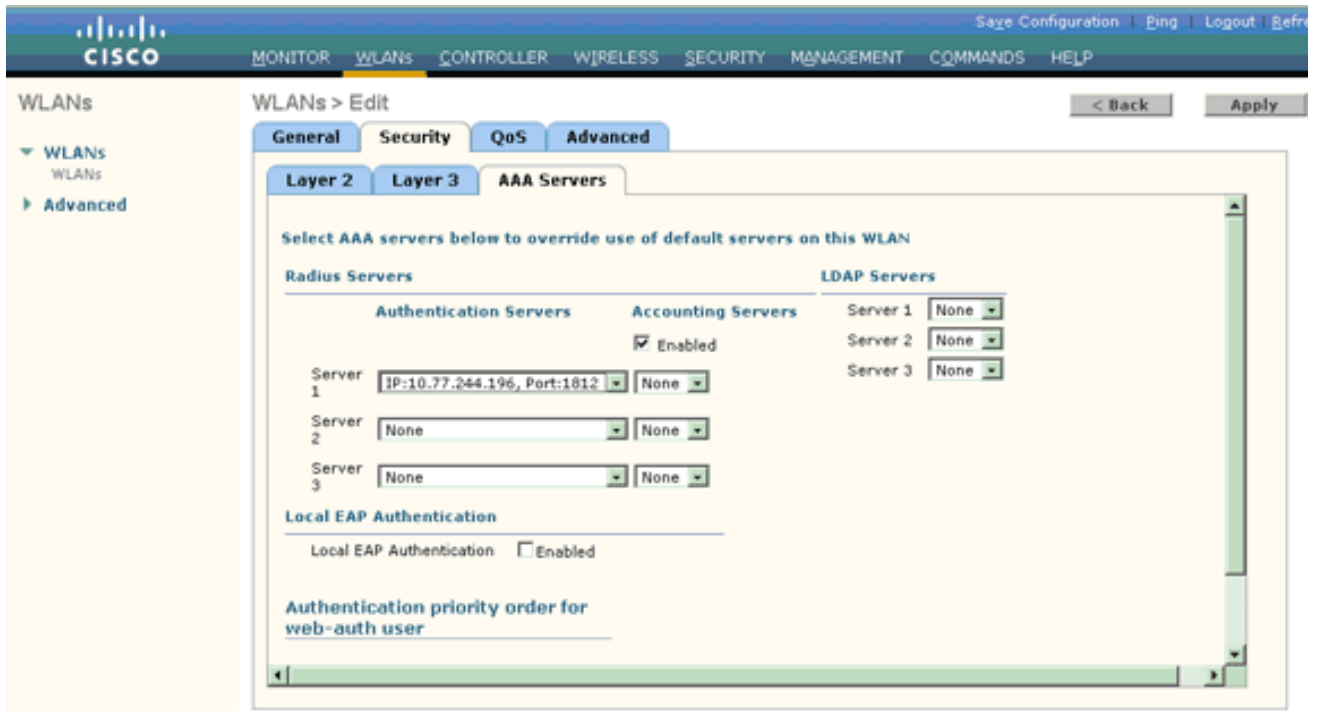 Save Configuration | Ping | Logout | Refre
CISCO
MONITOR WLANs CONTROLLER WIRELESS SECURITY MANAGEMENT COMMANDS HELP
WLANs
WLANs > Edit
< Back
Apply
WLANs
WLANs
Advanced
General Security QoS Advanced
Layer 2 Layer 3 AAA Servers
Select AAA servers below to override use of default servers on this WLAN
Radius Servers
LDAP Servers
Authentication Servers Accounting Servers
Server 1 None
Enabled
Server 2 None
Server 3 None
Server 1 IP:10.77.244.196, Port:1812 None
Server 2 None None
Server 3 None None
Local EAP Authentication
Local EAP Authentication Enabled
Authentication priority order for
web-auth user